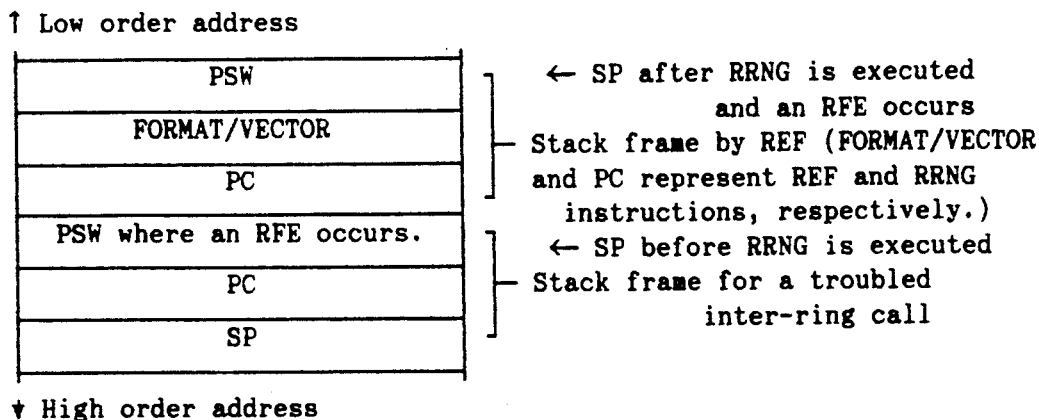 ↑ Low order address
PSW
← SP after RRNG is executed
and an RFE occurs
FORMAT/VECTOR
Stack frame by REF (FORMAT/VECTOR
PC
and PC represent REF and RRNG
instructions, respectively.)
PSW where an RFE occurs.
← SP before RRNG is executed
PC
Stack frame for a troubled
inter-ring call
SP
↓ High order address